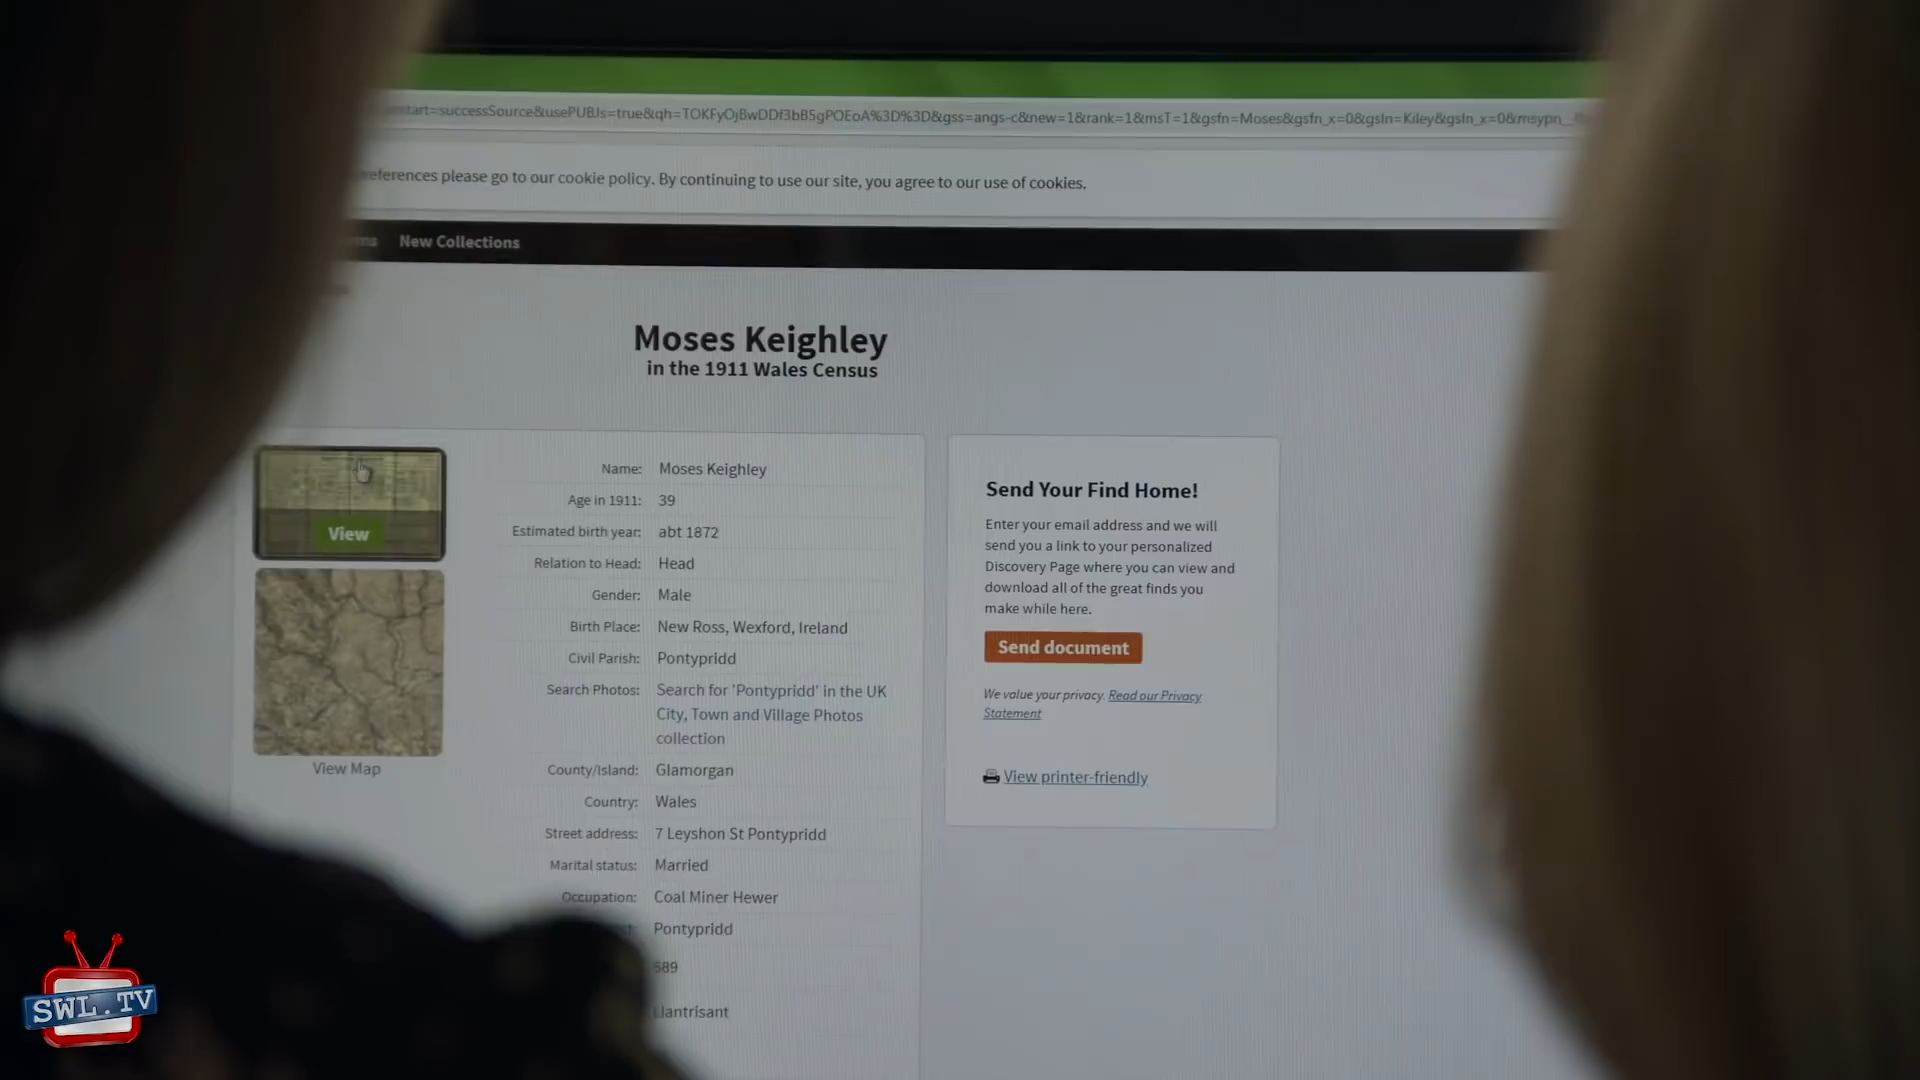 start=successSource&usePUBJs=true&qh=TOKFyOjBwDDf3bB5gPOEoA%3D%3D&gss=angs-c&new=1&rank=1&msT=1&gsfn=Moses&gsfn_x=0&gsln=Kiley&gsln_x=0&msypn_
references please go to our cookie policy. By continuing to use our site, you agree to our use of cookies.
New Collections
Moses Keighley
in the 1911 Wales Census
View
View Map
Name: Moses Keighley
Age in 1911: 39
Estimated birth year: abt 1872
Relation to Head: Head
Gender: Male
Birth Place: New Ross, Wexford, Ireland
Civil Parish: Pontypridd
Search Photos: Search for 'Pontypridd' in the UK
City, Town and Village Photos
collection
County/Island: Glamorgan
Country: Wales
Street address: 7 Leyshon St Pontypridd
Marital status: Married
Occupation: Coal Miner Hewer
Pontypridd
589
Llantrisant
Send Your Find Home!
Enter your email address and we will
send you a link to your personalized
Discovery Page where you can view and
download all of the great finds you
make while here.
Send document
We value your privacy. Read our Privacy
Statement
View printer-friendly
SWL.TV